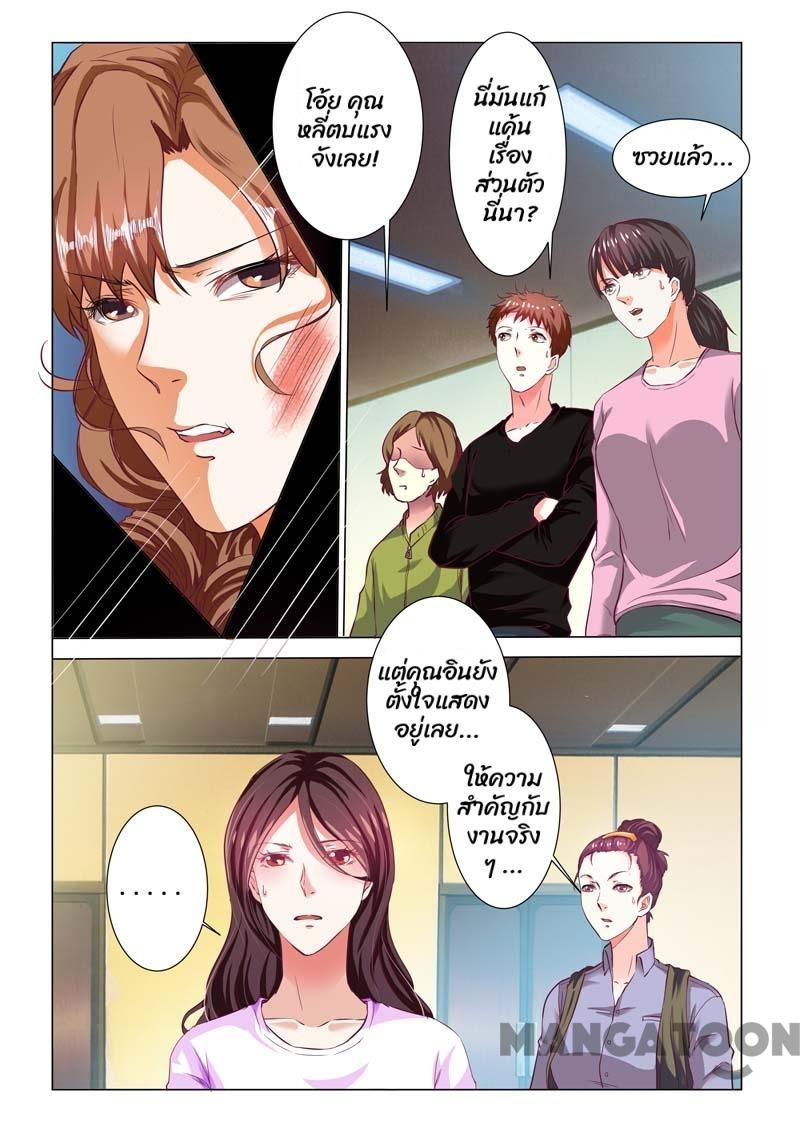 โอ้ย คุณ
หลี่ตบแรง
จังเลย!
นี่มันแก้
แค้น
เรื่อง
ส่วนตัว
นี่นา?
ซวยแล้ว...
แต่คุณอินยัง
ตั้งใจแสดง
อยู่เลย...
ให้ความ
สำคัญกับ
งานจริง
ๆ ...
.....
MANGATOON